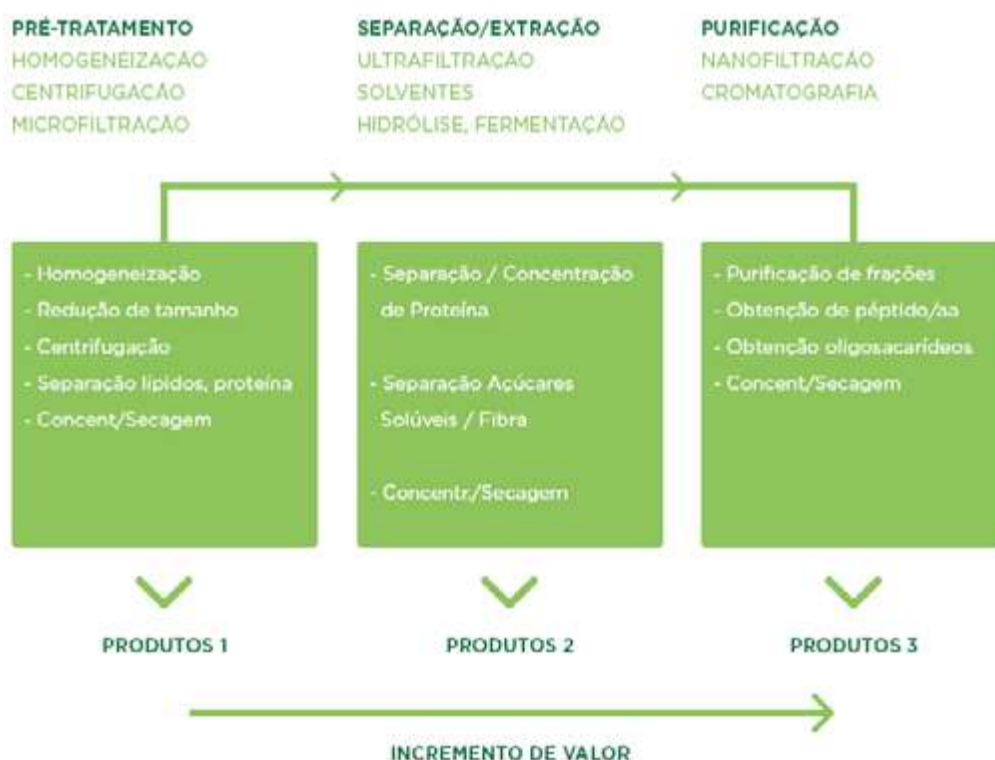 PRÉ-TRATAMENTO
HOMOGENEIZAÇÃO
CENTRIFUGAÇÃO
MICROFILTRAÇÃO
SEPARAÇÃO/EXTRAÇÃO
ULTRAFILTRAÇÃO
SOLVENTES
HIDRÓLISE, FERMENTAÇÃO
PURIFICAÇÃO
NANOFILTRAÇÃO
CROMATOGRAFIA
- Homogeneização
- Redução de tamanho
- Centrifugação
- Separação lípidos, proteína
- Concent/Secagem
- Separação / Concentração
de Proteína
- Separação Açúcares
Solúveis / Fibra
- Concentr./Secagem
- Purificação de frações
- Obtenção de péptido/aa
- Obtenção oligosacarídeos
- Concent/Secagem
PRODUTOS 1
PRODUTOS 2
PRODUTOS 3
INCREMENTO DE VALOR